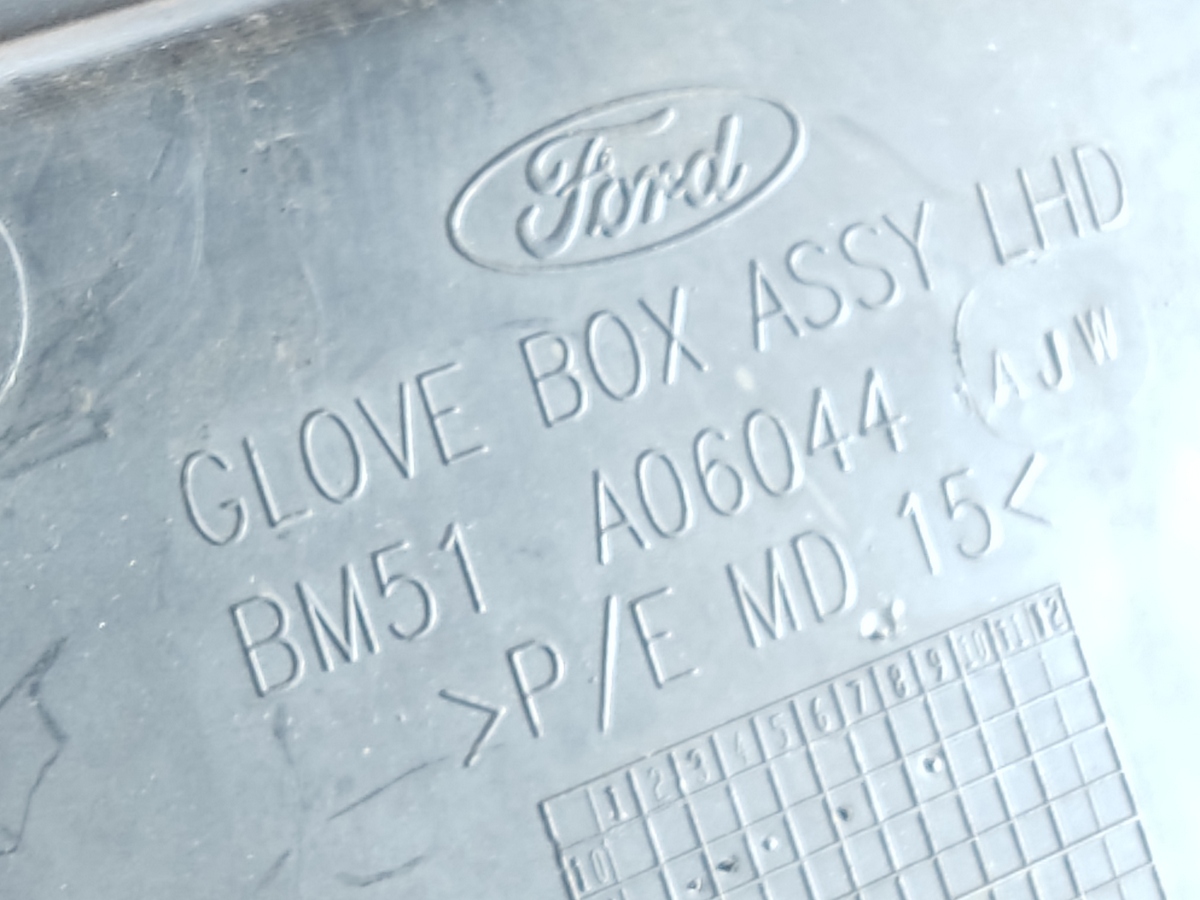 Ford
GLOVE BOX ASSY LHD
AJW
BM51 A06044
>P/E MD 15<
1 2 3 4 5 6 7 8 9 10 11 12
10